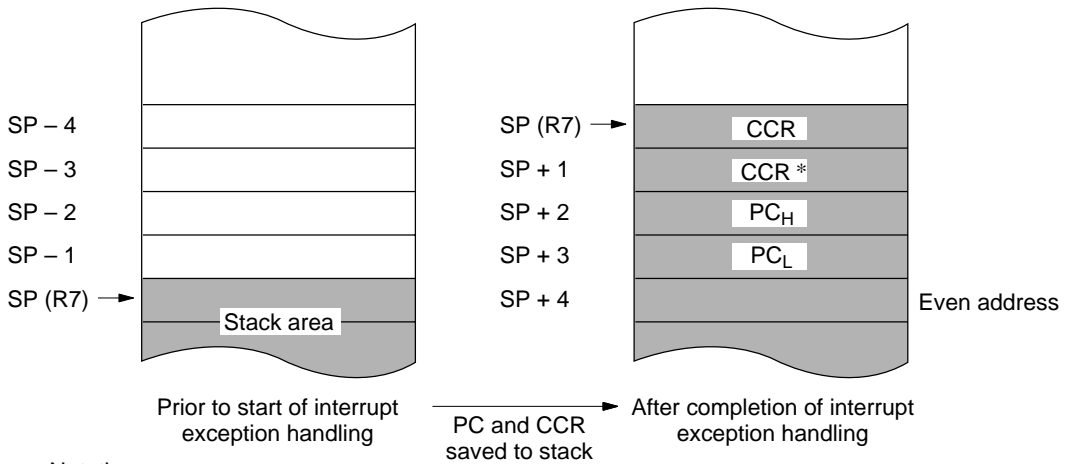 SP – 4
SP – 3
SP – 2
SP – 1
SP (R7)
Stack area
Prior to start of interrupt
exception handling
PC and CCR
saved to stack
SP (R7)
SP + 1
SP + 2
SP + 3
SP + 4
CCR
CCR *
PCH
PCL
Even address
After completion of interrupt
exception handling